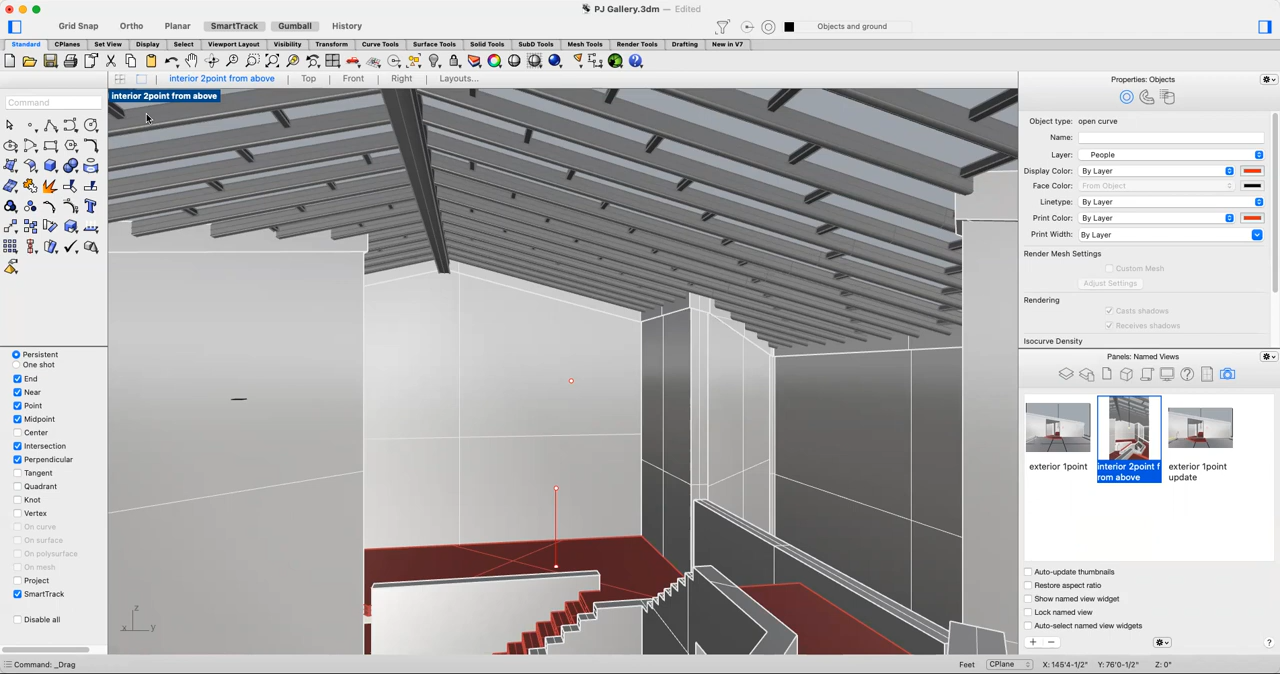 PJ Gallery.3dm — Edited
Grid Snap Ortho Planar SmartTrack Gumball History Objects and ground
Standard CPlanes Set View Display Select Viewport Layout Visibility Transform Curve Tools Surface Tools Solid Tools SubD Tools Mesh Tools Render Tools Drafting New in V7
interior 2point from above Top Front Right Layouts...
Command
interior 2point from above
Persistent
One shot
End
Near
Point
Midpoint
Center
Intersection
Perpendicular
Tangent
Quadrant
Knot
Vertex
On curve
On surface
On polysurface
On mesh
Project
SmartTrack
Disable all
z
x y
Properties: Objects
Object type: open curve
Name:
Layer: People
Display Color: By Layer
Face Color: From Object
Linetype: By Layer
Print Color: By Layer
Print Width: By Layer
Render Mesh Settings
Custom Mesh
Adjust Settings
Rendering
Casts shadows
Receives shadows
Isocurve Density
Panels: Named Views
exterior 1point
interior 2point f
rom above
exterior 1point
update
Auto-update thumbnails
Restore aspect ratio
Show named view widget
Lock named view
Auto-select named view widgets
Command: _Drag
Feet CPlane X: 145'4-1/2" Y: 76'0-1/2" Z: 0"